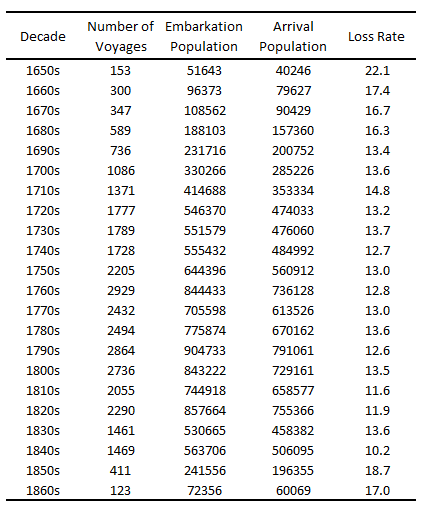 Decade Number of Voyages Embarkation Population Arrival Population Loss Rate
1650s 153 51643 40246 22.1
1660s 300 96373 79627 17.4
1670s 347 108562 90429 16.7
1680s 589 188103 157360 16.3
1690s 736 231716 200752 13.4
1700s 1086 330266 285226 13.6
1710s 1371 414688 353334 14.8
1720s 1777 546370 474033 13.2
1730s 1789 551579 476060 13.7
1740s 1728 555432 484992 12.7
1750s 2205 644396 560912 13.0
1760s 2929 844433 736128 12.8
1770s 2432 705598 613526 13.0
1780s 2494 775874 670162 13.6
1790s 2864 904733 791061 12.6
1800s 2736 843222 729161 13.5
1810s 2055 744918 658577 11.6
1820s 2290 857664 755366 11.9
1830s 1461 530665 458382 13.6
1840s 1469 563706 506095 10.2
1850s 411 241556 196355 18.7
1860s 123 72356 60069 17.0